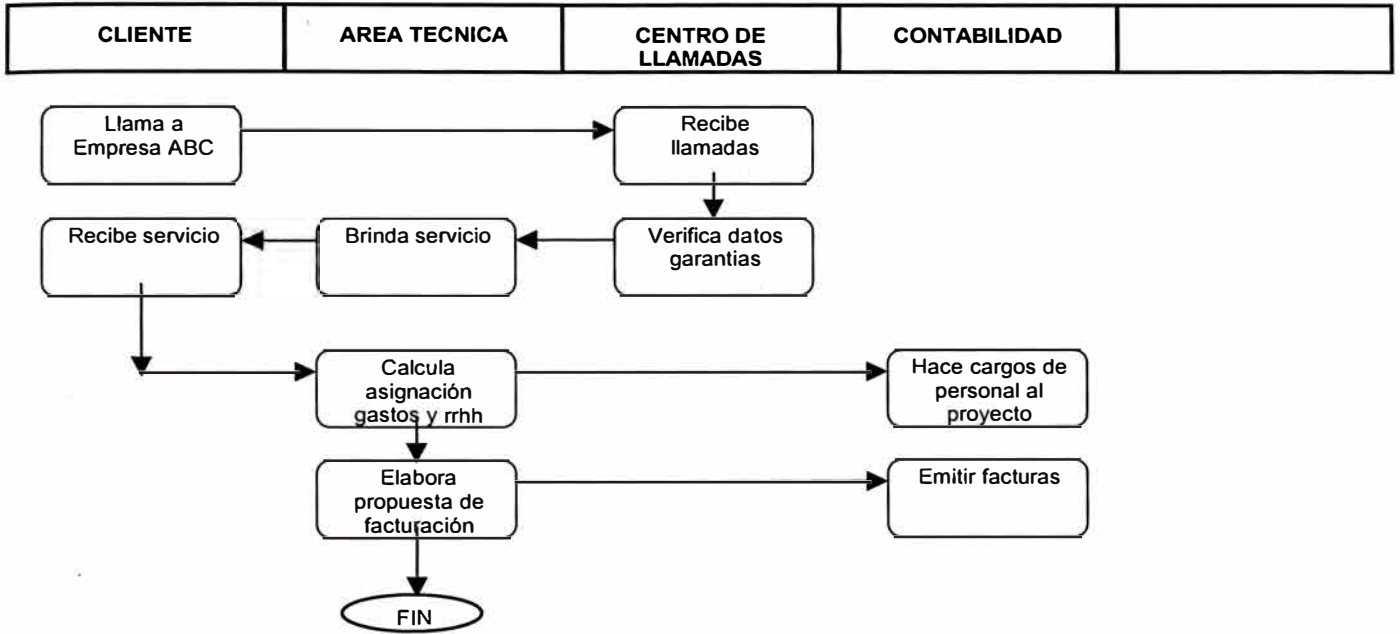 CLIENTE
AREA TECNICA
CENTRO DE
LLAMADAS
CONTABILIDAD
Llama a
Empresa ABC
Recibe
llamadas
Recibe servicio
Brinda servicio
Verifica datos
garantias
Calcula
asignación
gastos y rrhh
Hace cargos de
personal al
proyecto
Elabora
propuesta de
facturación
Emitir facturas
FIN